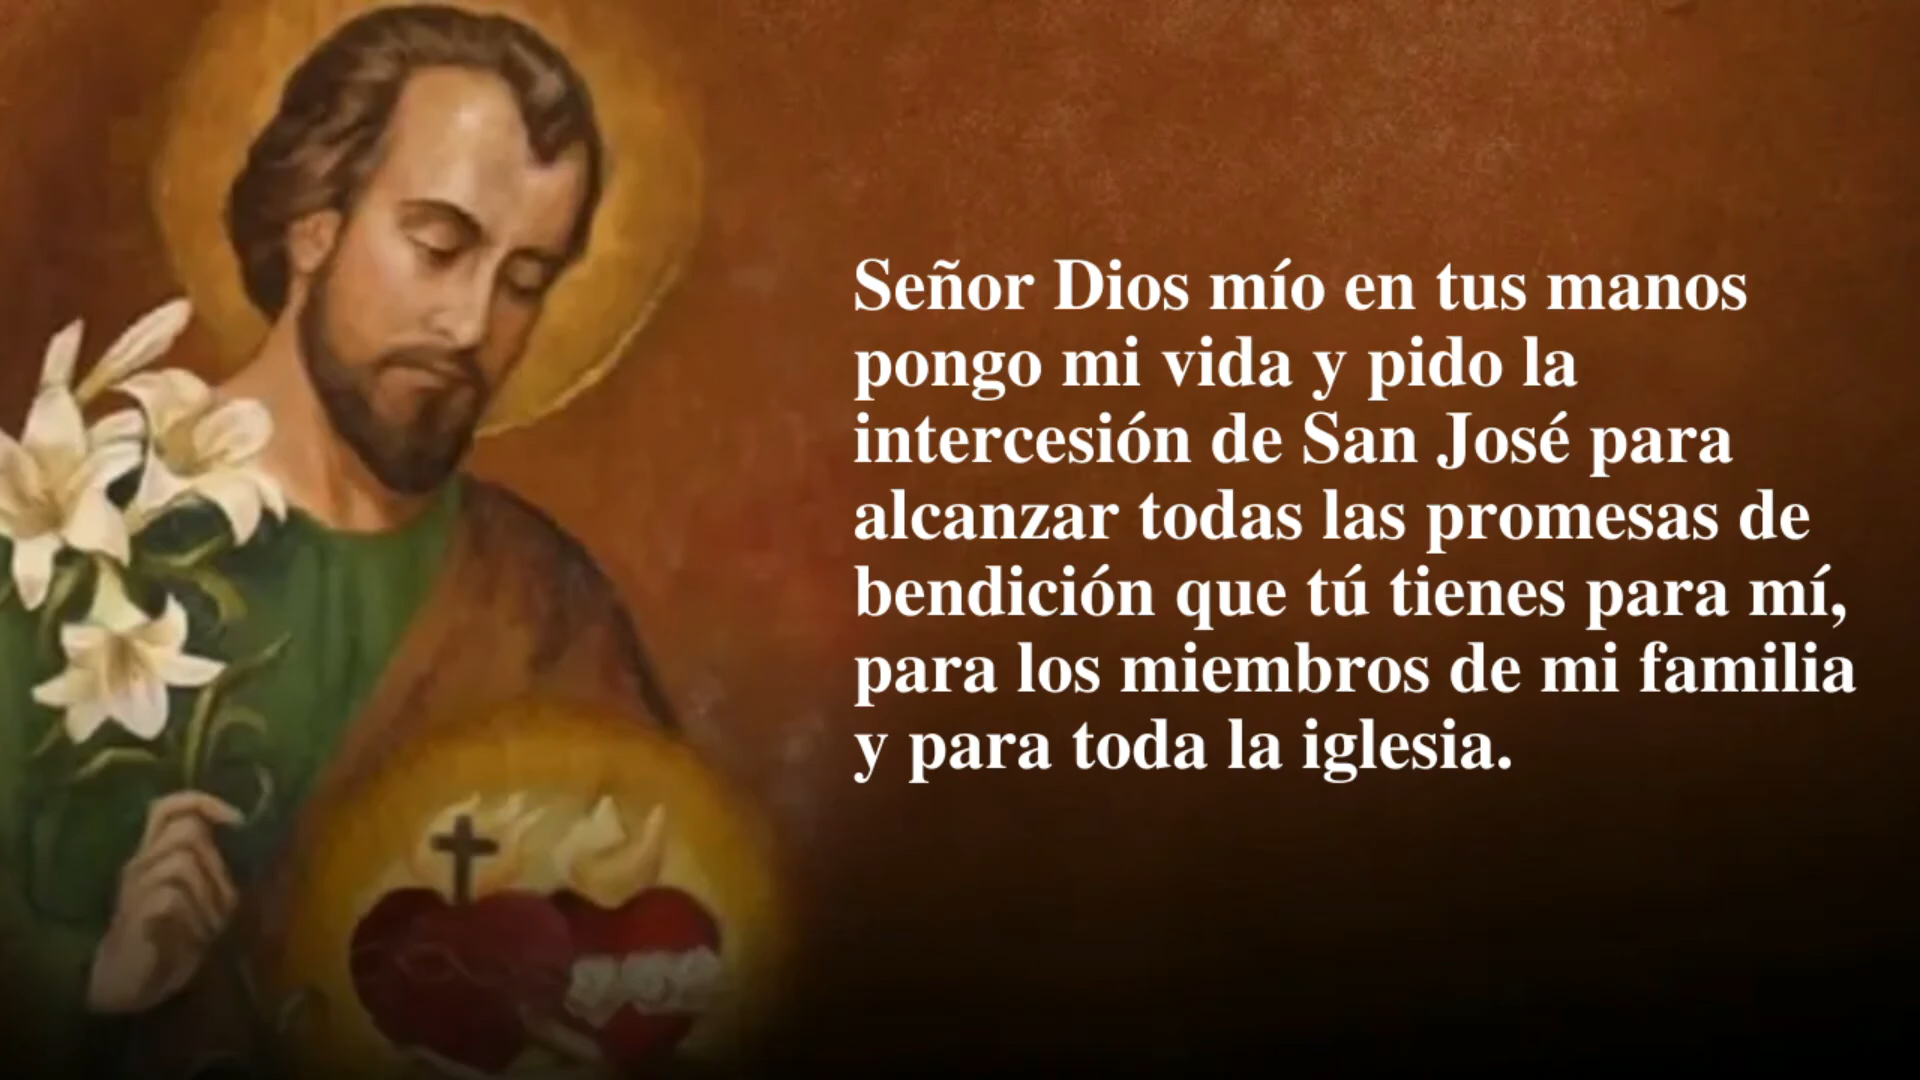 Señor Dios mío en tus manos
pongo mi vida y pido la
intercesión de San José para
alcanzar todas las promesas de
bendición que tú tienes para mí,
para los miembros de mi familia
y para toda la iglesia.